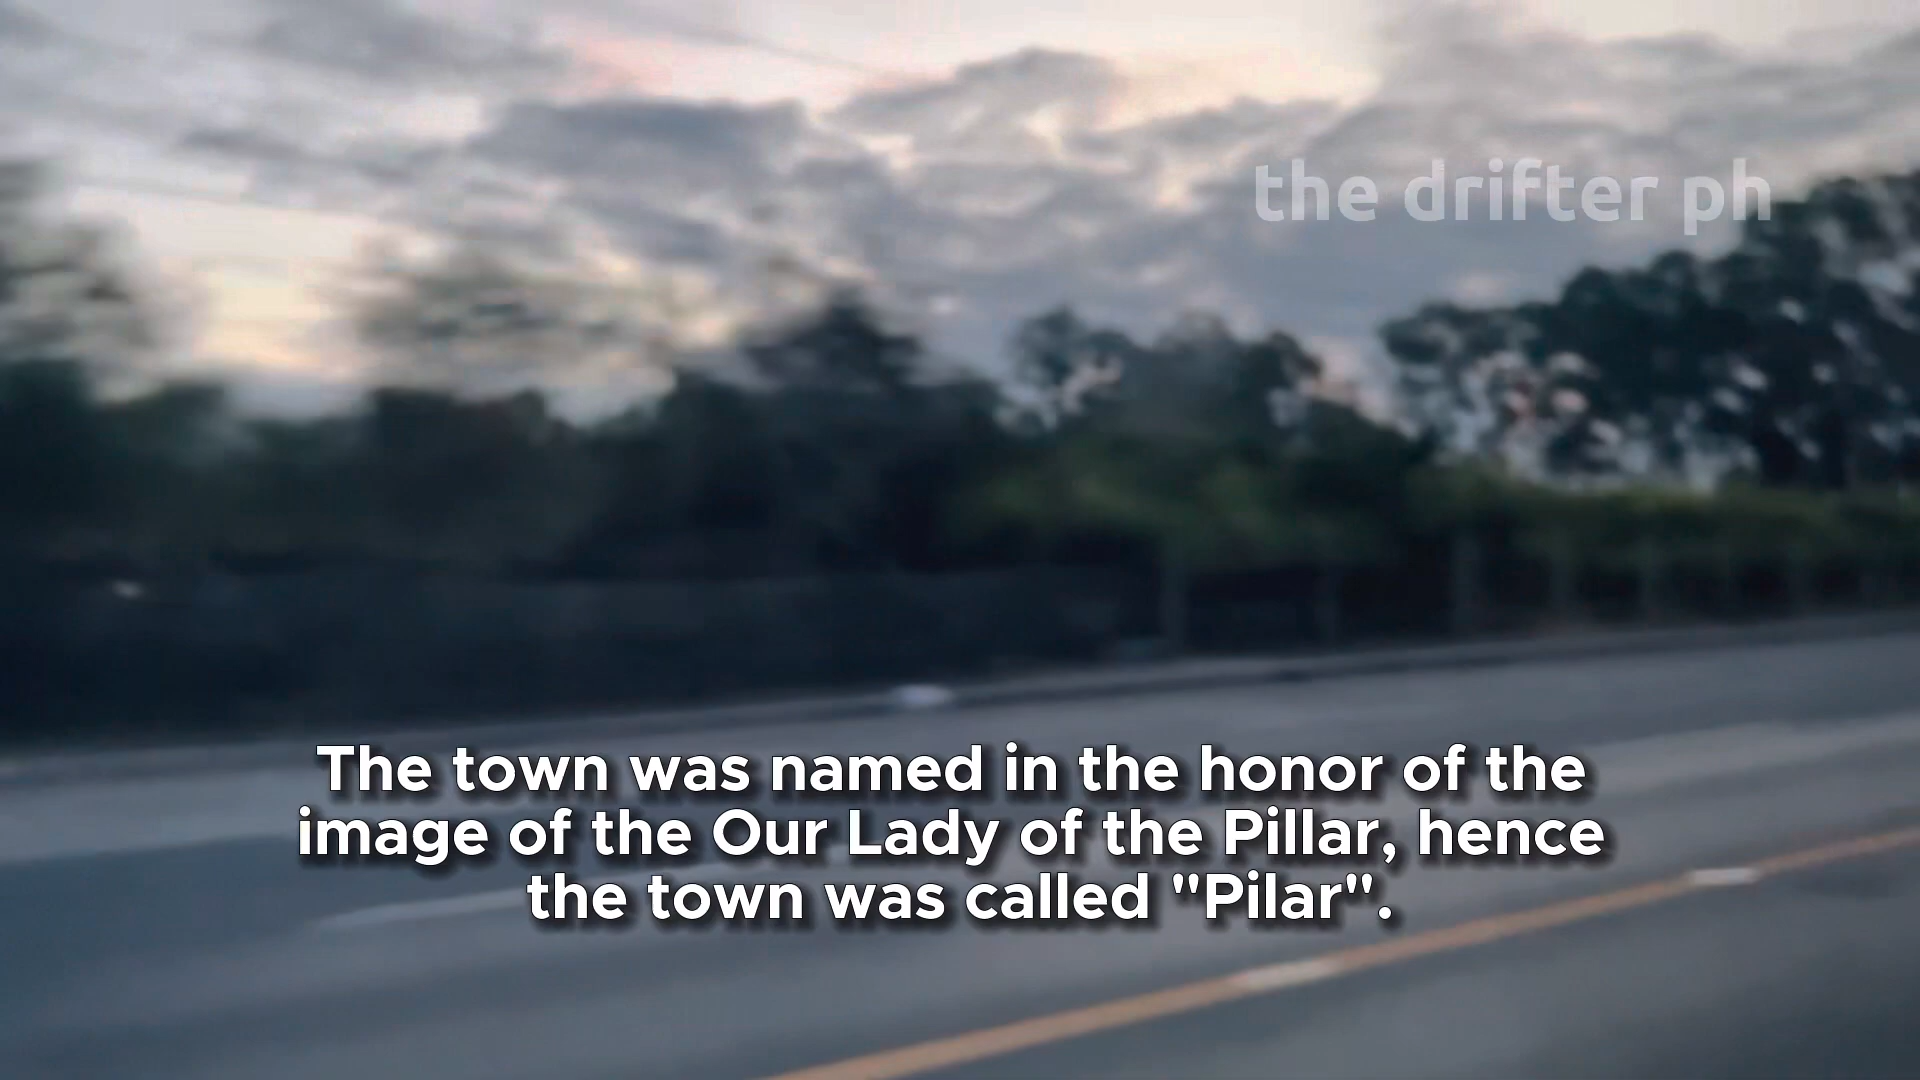 the drifter ph
The town was named in the honor of the
image of the Our Lady of the Pillar, hence
the town was called "Pilar".